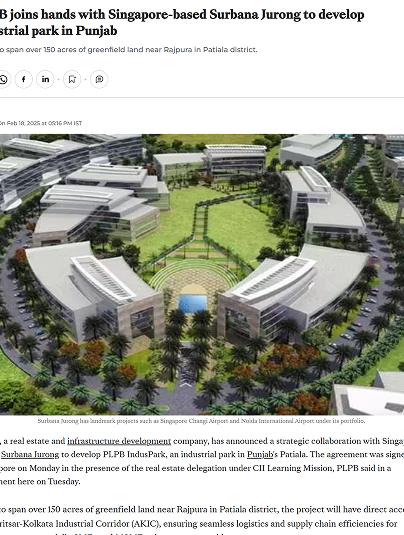 B joins hands with Singapore-based Surbana Jurong to develop
strial park in Punjab
o span over 150 acres of greenfield land near Rajpura in Patiala district.
On Feb 18, 2025 at 05:16 PM IST
Surbana Jurong has landmark projects such as Singapore Changi Airport and Noida International Airport under its portfolio.
, a real estate and infrastructure development company, has announced a strategic collaboration with Singa
Surbana Jurong to develop PLPB IndusPark, an industrial park in Punjab's Patiala. The agreement was signe
pore on Monday in the presence of the real estate delegation under CII Learning Mission, PLPB said in a
ment here on Tuesday.
to span over 150 acres of greenfield land near Rajpura in Patiala district, the project will have direct acce
ritsar-Kolkata Industrial Corridor (AKIC), ensuring seamless logistics and supply chain efficiencies for